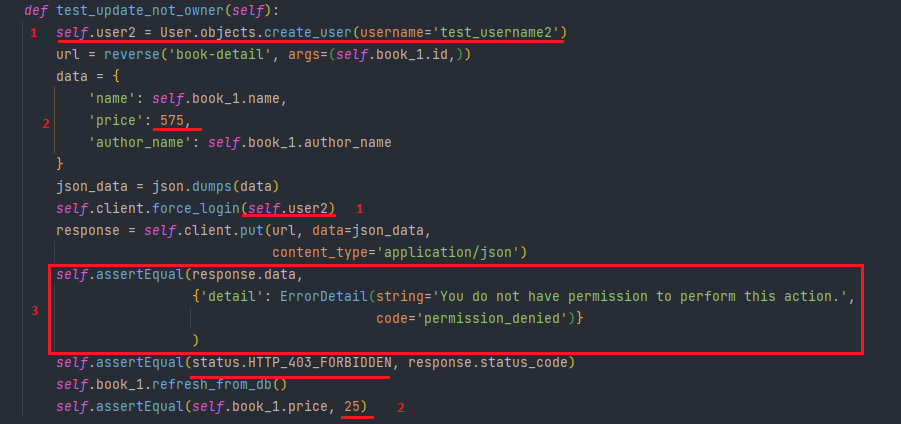 def test_update_not_owner(self):
1 self.user2 = User.objects.create_user(username='test_username2')
url = reverse('book-detail', args=(self.book_1.id,))
data = {
'name': self.book_1.name,
2 'price': 575,
'author_name': self.book_1.author_name
}
json_data = json.dumps(data)
self.client.force_login(self.user2) 1
response = self.client.put(url, data=json_data,
content_type='application/json')
self.assertEqual(response.data,
{'detail': ErrorDetail(string='You do not have permission to perform this action.',
3 code='permission_denied')}
)
self.assertEqual(status.HTTP_403_FORBIDDEN, response.status_code)
self.book_1.refresh_from_db()
self.assertEqual(self.book_1.price, 25) 2